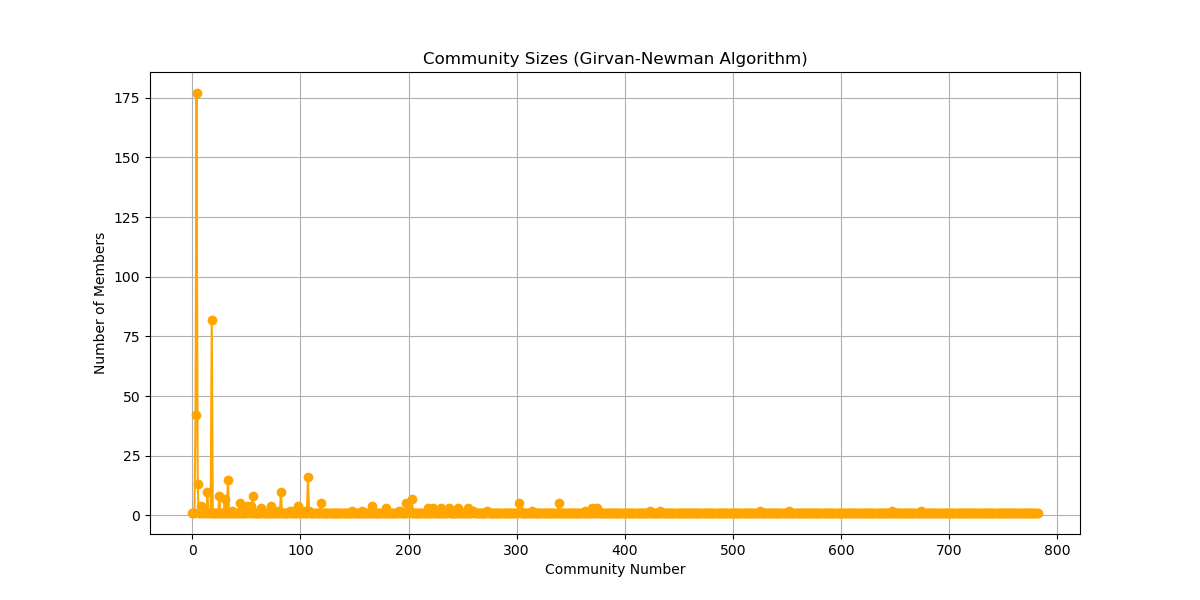 Community Sizes (Girvan-Newman Algorithm)
Number of Members
175
150
125
100
75
50
25
0
0 100 200 300 400 500 600 700 800
Community Number